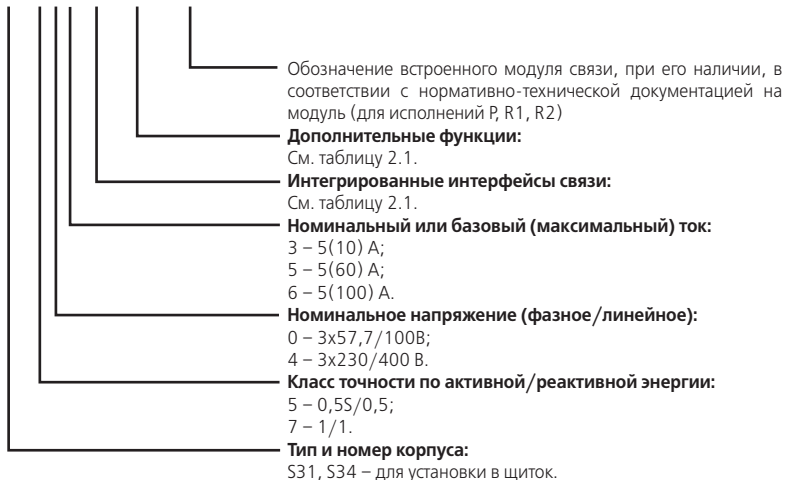 Обозначение встроенного модуля связи, при его наличии, в
соответствии с нормативно-технической документацией на
модуль (для исполнений P, R1, R2)
Дополнительные функции:
См. таблицу 2.1.
Интегрированные интерфейсы связи:
См. таблицу 2.1.
Номинальный или базовый (максимальный) ток:
3 – 5(10) А;
5 – 5(60) А;
6 – 5(100) А.
Номинальное напряжение (фазное/линейное):
0 – 3x57,7/100В;
4 – 3x230/400 В.
Класс точности по активной/реактивной энергии:
5 – 0,5S/0,5;
7 – 1/1.
Тип и номер корпуса:
S31, S34 – для установки в щиток.